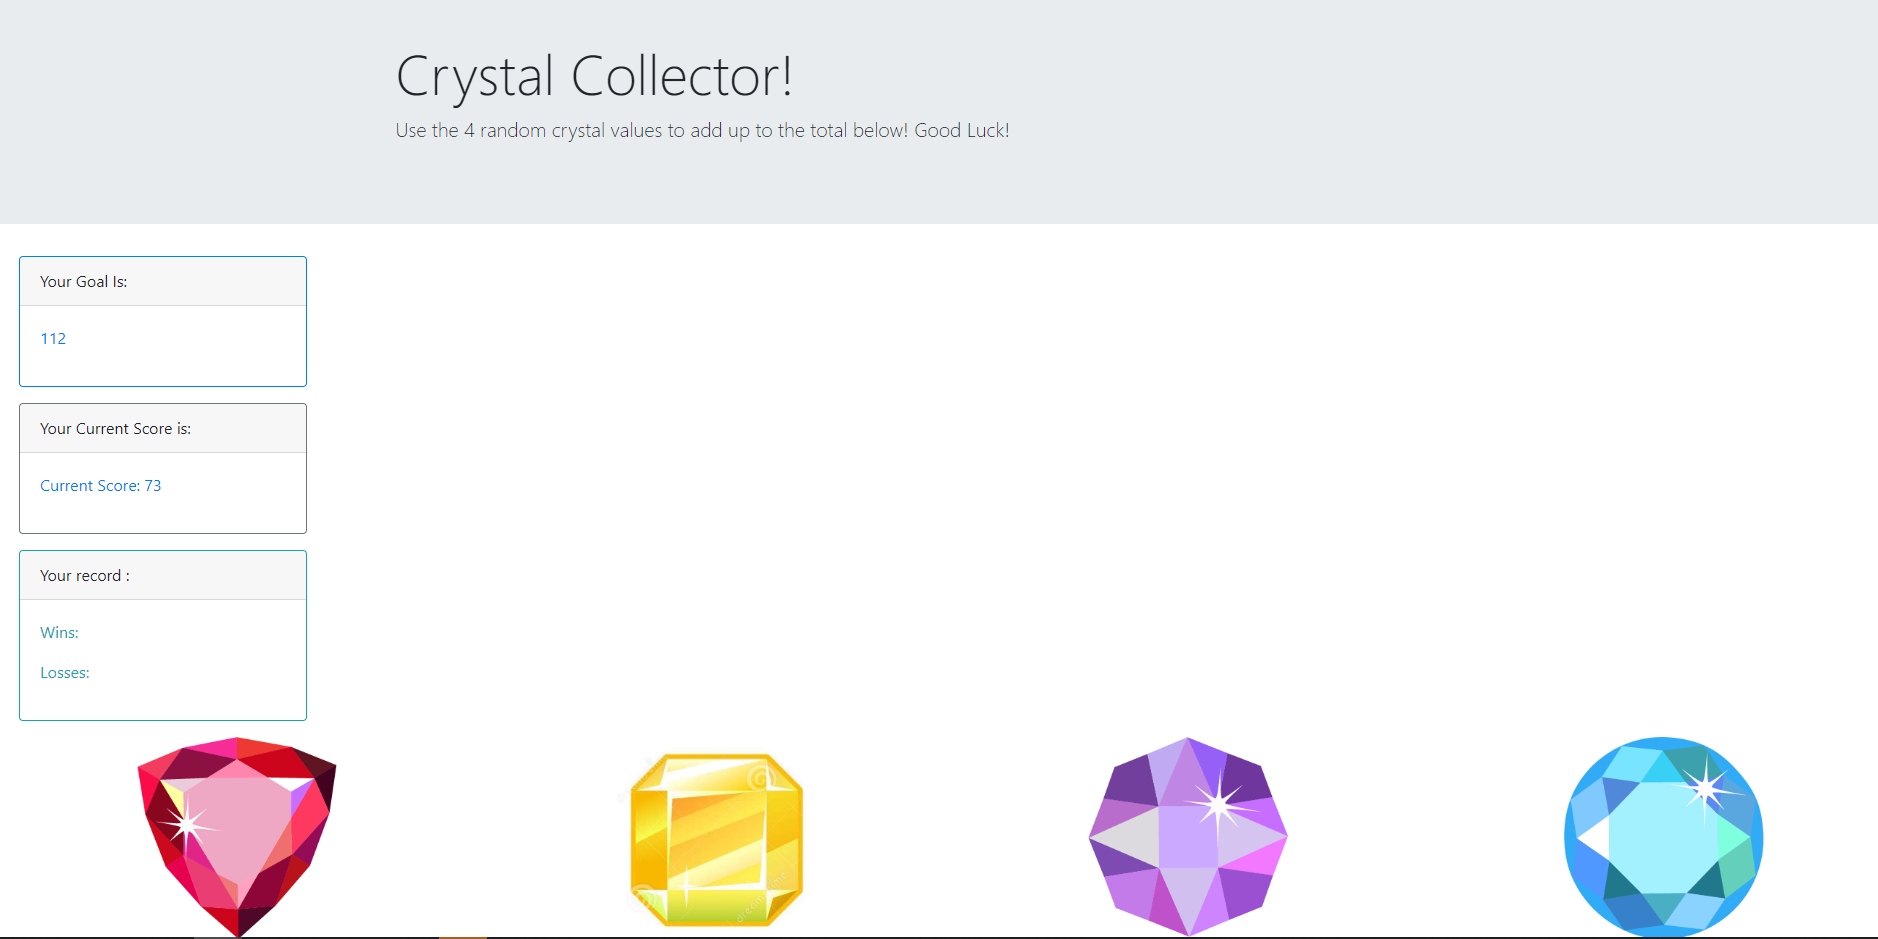 Crystal Collector!
Use the 4 random crystal values to add up to the total below! Good Luck!
Your Goal Is:
112
Your Current Score is:
Current Score: 73
Your record :
Wins:
Losses: